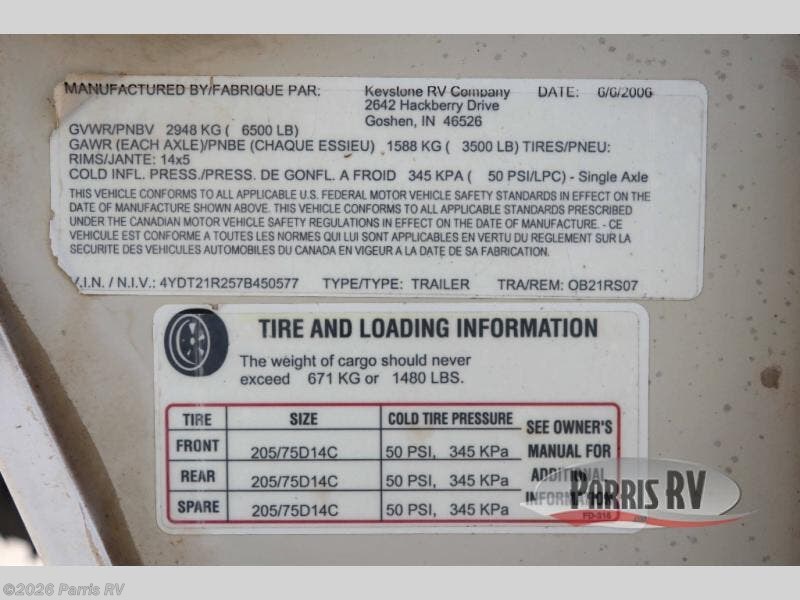 MANUFACTURED BY/FABRIQUE PAR: Keystone RV Company DATE: 6/6/2006
2642 Hackberry Drive
Goshen, IN 46526
GVWR/PNBV 2948 KG ( 6500 LB)
GAWR (EACH AXLE)/PNBE (CHAQUE ESSIEU) 1588 KG ( 3500 LB) TIRES/PNEU:
RIMS/JANTE: 14x5
COLD INFL. PRESS./PRESS. DE GONFL. A FROID 345 KPA ( 50 PSI/LPC) - Single Axle
THIS VEHICLE CONFORMS TO ALL APPLICABLE U.S. FEDERAL MOTOR VEHICLE SAFETY STANDARDS IN EFFECT ON THE
DATE OF MANUFACTURE SHOWN ABOVE. THIS VEHICLE CONFORMS TO ALL APPLICABLE STANDARDS PRESCRIBED
UNDER THE CANADIAN MOTOR VEHICLE SAFETY REGULATIONS IN EFFECT ON THE DATE OF MANUFACTURE. - CE
VEHICULE EST CONFORME A TOUTES LES NORMES QUI LUI SONT APPLICABLES EN VERTU DU REGLEMENT SUR LA
SECURITE DES VEHICULES AUTOMOBILES DU CANADA EN VIGEUR A LA DATE DE SA FABRICATION.
V.I.N. / N.I.V.: 4YDT21R257B450577 TYPE/TYPE: TRAILER TRA/REM: OB21RS07
TIRE AND LOADING INFORMATION
The weight of cargo should never
exceed 671 KG or 1480 LBS.
TIRE SIZE COLD TIRE PRESSURE SEE OWNER'S
FRONT 205/75D14C 50 PSI, 345 KPa MANUAL FOR
REAR 205/75D14C 50 PSI, 345 KPa ADDITIONAL
SPARE 205/75D14C 50 PSI, 345 KPa INFORMATION
PARRIS RV
.com
FD-316
©2026 Parris RV